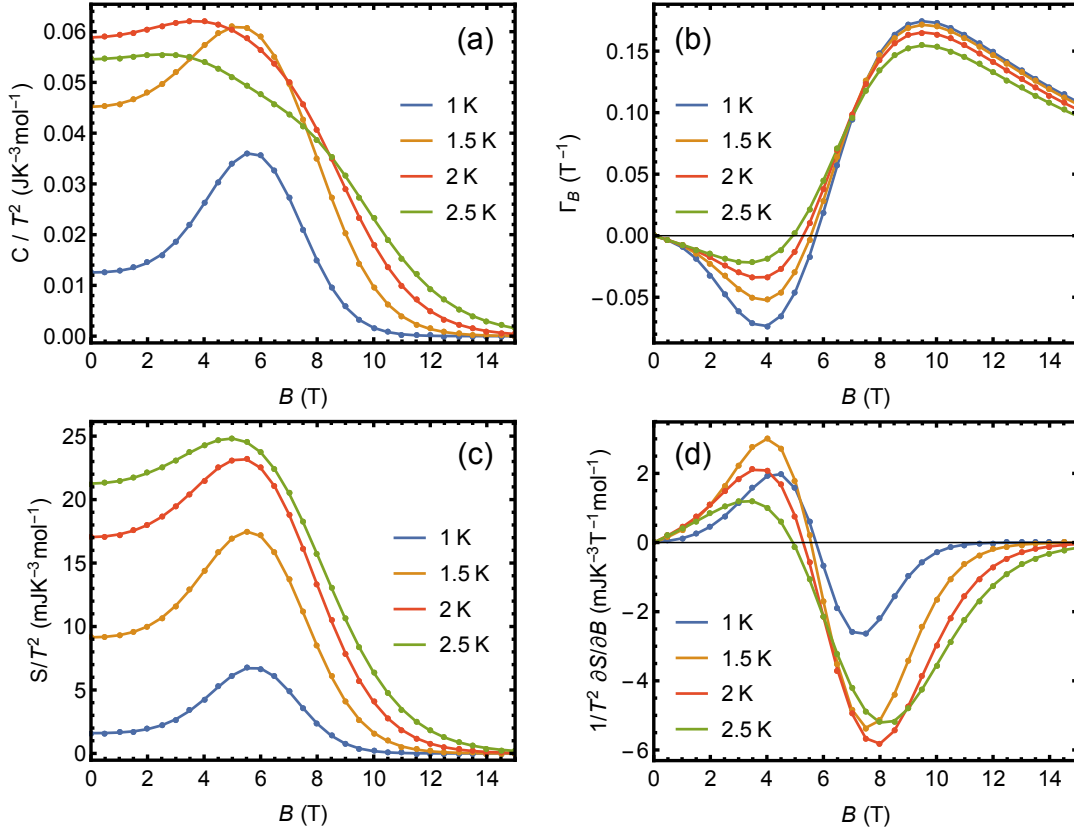 (a)
C / T² (JK⁻³mol⁻¹)
0.06
0.05
0.04
0.03
0.02
0.01
0.00
1 K
1.5 K
2 K
2.5 K
0 2 4 6 8 10 12 14
B (T)
(b)
Γ_B (T⁻¹)
0.15
0.10
0.05
0.00
−0.05
1 K
1.5 K
2 K
2.5 K
0 2 4 6 8 10 12 14
B (T)
(c)
S/T² (mJK⁻³mol⁻¹)
25
20
15
10
5
0
1 K
1.5 K
2 K
2.5 K
0 2 4 6 8 10 12 14
B (T)
(d)
1/T² ∂S/∂B (mJK⁻³T⁻¹mol⁻¹)
2
0
−2
−4
−6
1 K
1.5 K
2 K
2.5 K
0 2 4 6 8 10 12 14
B (T)